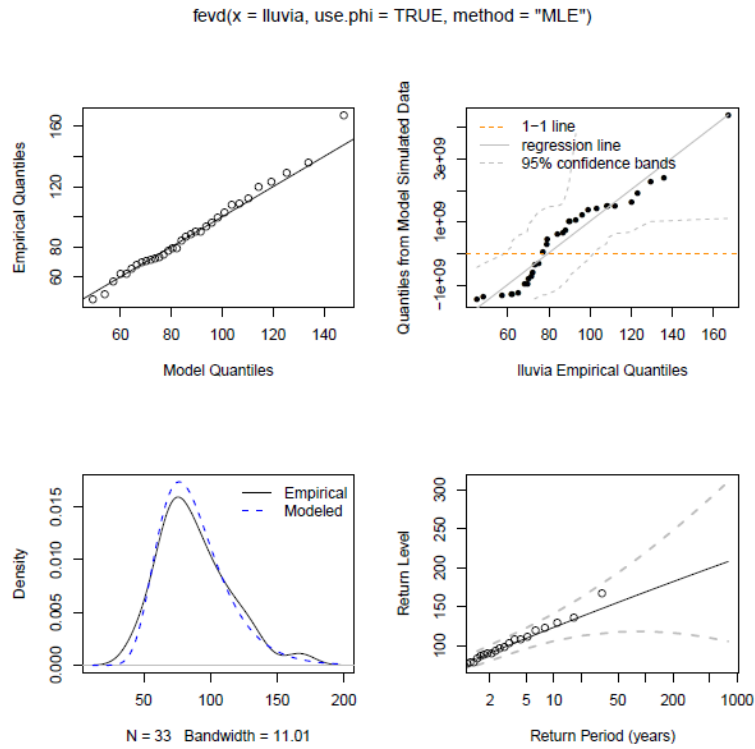 fevd(x = lluvia, use.phi = TRUE, method = "MLE")
Empirical Quantiles
160
120
80
60
60 80 100 120 140
Model Quantiles
Quantiles from Model Simulated Data
3e+09
1e+09
−1e+09
1−1 line
regression line
95% confidence bands
60 80 100 120 140 160
lluvia Empirical Quantiles
Density
0.015
0.010
0.005
0.000
Empirical
Modeled
50 100 150 200
N = 33 Bandwidth = 11.01
Return Level
300
250
200
150
100
2 5 10 50 200 1000
Return Period (years)